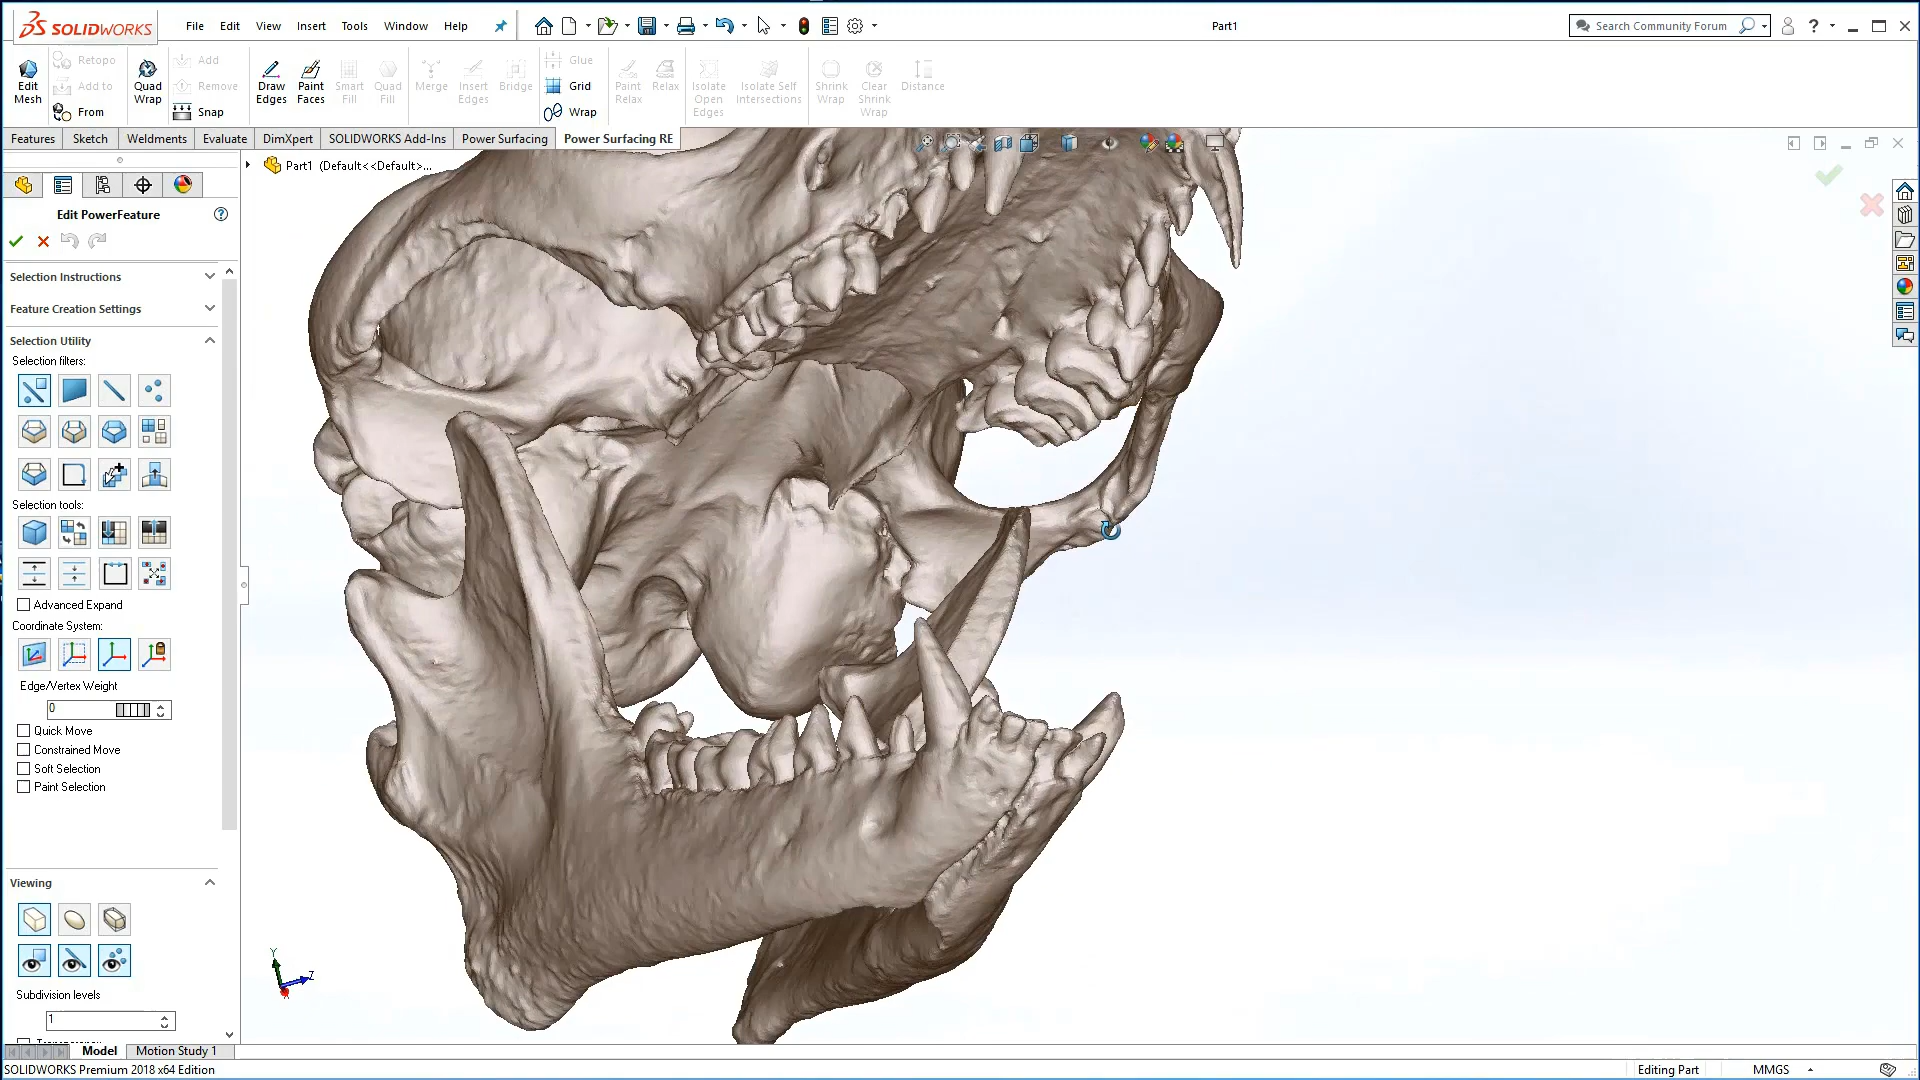 SOLIDWORKS
File Edit View Insert Tools Window Help
Part1
Search Community Forum
?
Edit Mesh
Retopo
Add to
From
Quad Wrap
Add
Remove
Snap
Draw Edges
Paint Faces
Smart Fill
Quad Fill
Merge
Insert Edges
Bridge
Glue
Grid
Wrap
Paint Relax
Relax
Isolate Open Edges
Isolate Self Intersections
Shrink Wrap
Clear Shrink Wrap
Distance
Features Sketch Weldments Evaluate DimXpert SOLIDWORKS Add-Ins Power Surfacing Power Surfacing RE
Part1 (Default<<Default>...
Edit PowerFeature
?
Selection Instructions
Feature Creation Settings
Selection Utility
Selection filters:
Selection tools:
Advanced Expand
Coordinate System:
Edge/Vertex Weight
0
Quick Move
Constrained Move
Soft Selection
Paint Selection
Viewing
Y
Z
X
Subdivision levels
1
Model Motion Study 1
SOLIDWORKS Premium 2018 x64 Edition
Editing Part
MMGS